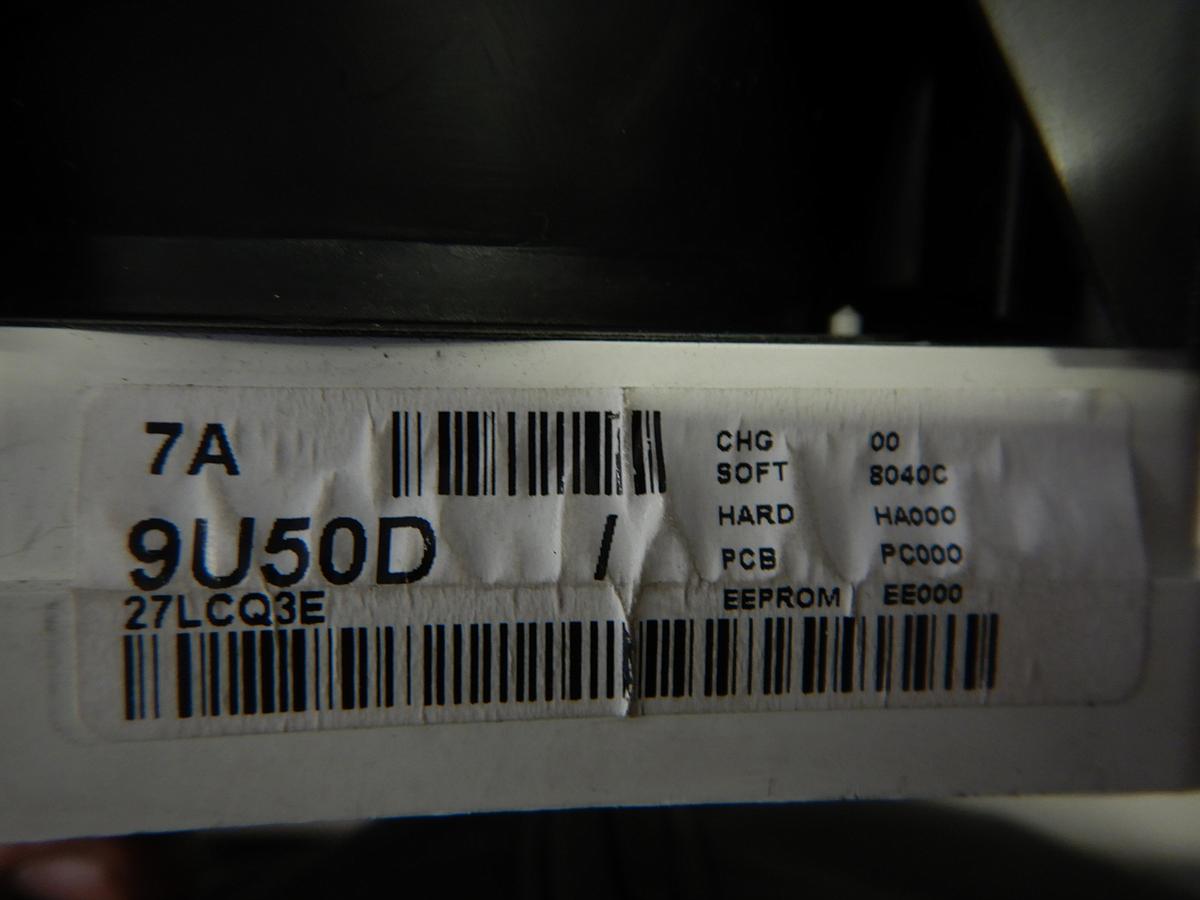 7A
9U50D /
27LCQ3E
CHG 00
SOFT 8040C
HARD HA000
PCB PC000
EEPROM EE000